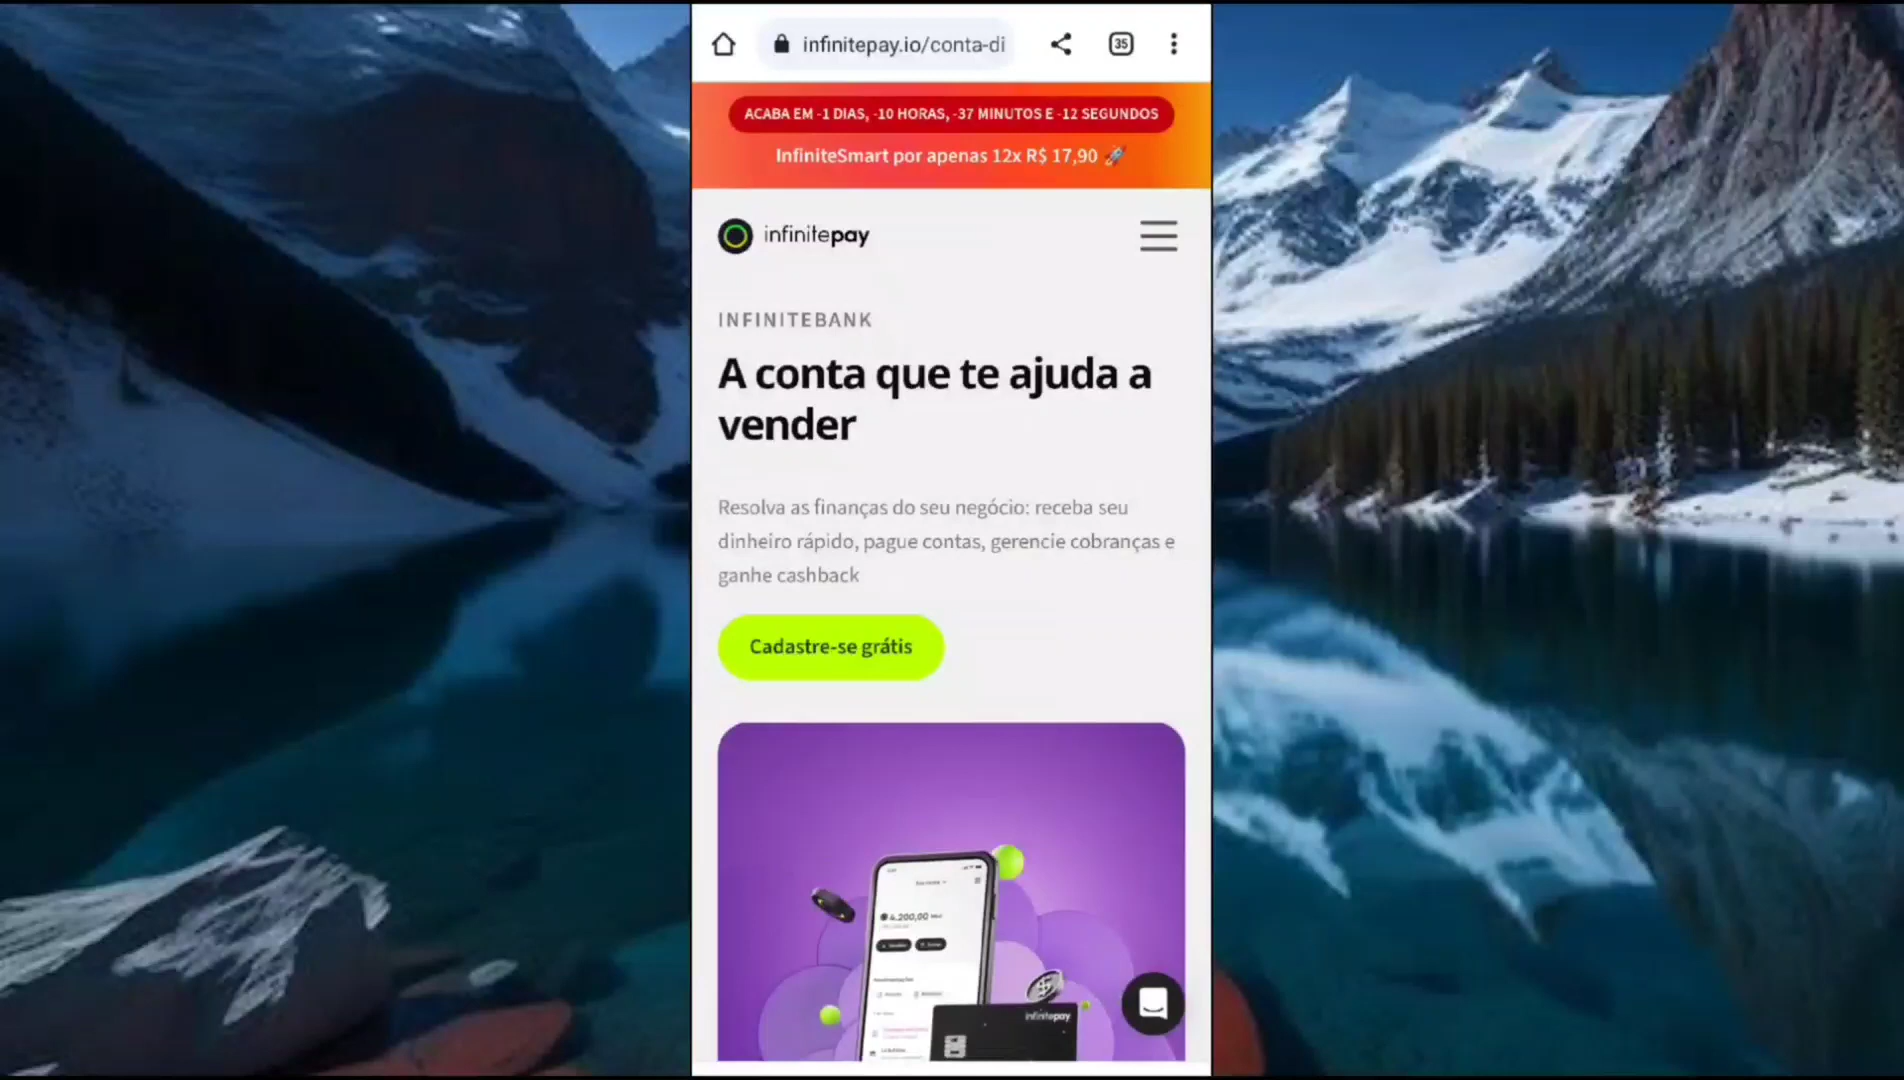 infinitepay.io/conta-di
35
ACABA EM -1 DIAS, -10 HORAS, -37 MINUTOS E -12 SEGUNDOS
InfiniteSmart por apenas 12x R$ 17,90 🚀
infinitepay
INFINITEBANK
A conta que te ajuda a
vender
Resolva as finanças do seu negócio: receba seu
dinheiro rápido, pague contas, gerencie cobranças e
ganhe cashback
Cadastre-se grátis
4.200,00
infinitepay